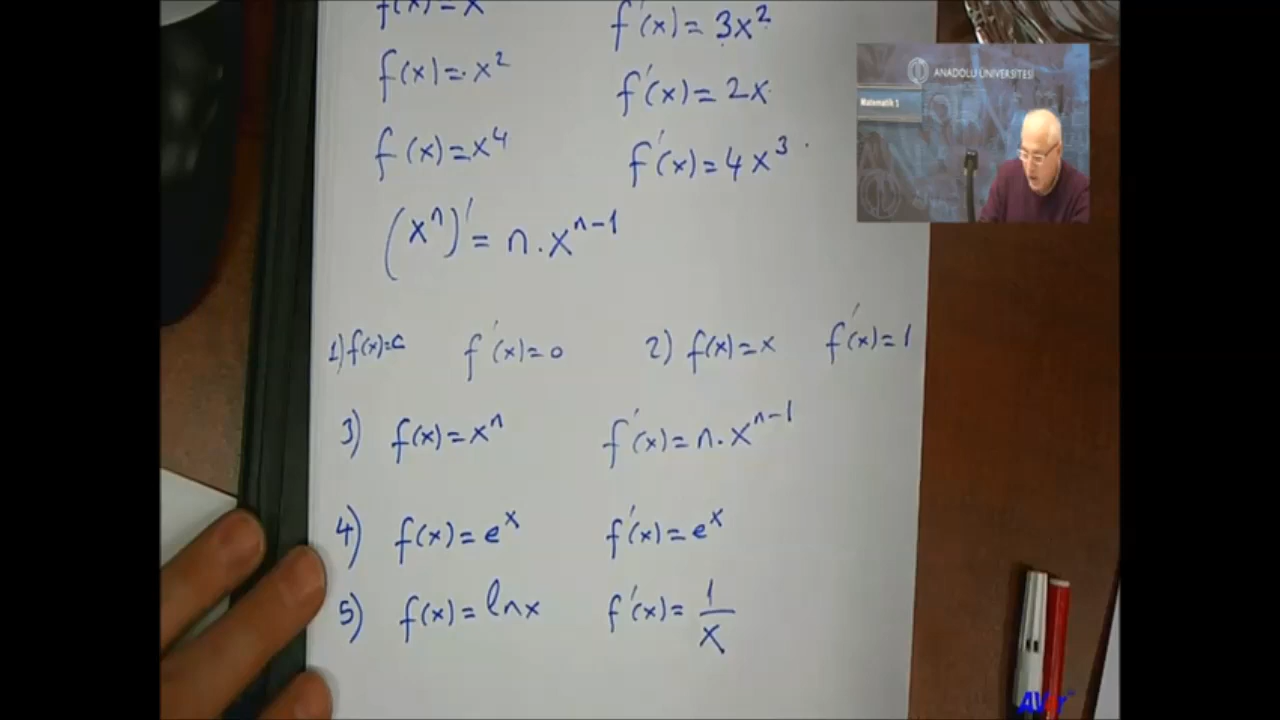 f(x)=x f'(x)=3x²
f(x)=x² f'(x)=2x
f(x)=x⁴ f'(x)=4x³
(xⁿ)'=n.xⁿ⁻¹
1) f(x)=c f'(x)=0 2) f(x)=x f'(x)=1
3) f(x)=xⁿ f'(x)=n.xⁿ⁻¹
4) f(x)=eˣ f'(x)=eˣ
5) f(x)=lnx f'(x)=1/x
ANADOLU ÜNİVERSİTESİ
Matematik 1